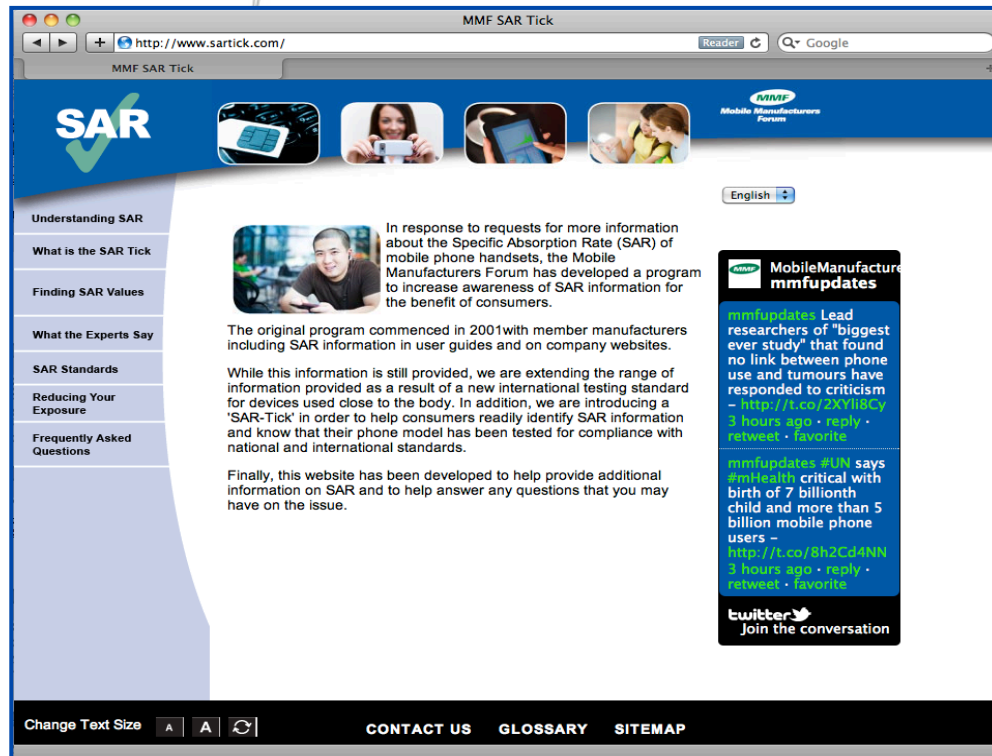 MMF SAR Tick
http://www.sartick.com/
Reader
Google
MMF SAR Tick
SAR
MMF
Mobile Manufacturers
Forum
English
Understanding SAR
What is the SAR Tick
Finding SAR Values
What the Experts Say
SAR Standards
Reducing Your
Exposure
Frequently Asked
Questions
In response to requests for more information
about the Specific Absorption Rate (SAR) of
mobile phone handsets, the Mobile
Manufacturers Forum has developed a program
to increase awareness of SAR information for
the benefit of consumers.
The original program commenced in 2001with member manufacturers
including SAR information in user guides and on company websites.
While this information is still provided, we are extending the range of
information provided as a result of a new international testing standard
for devices used close to the body. In addition, we are introducing a
'SAR-Tick' in order to help consumers readily identify SAR information
and know that their phone model has been tested for compliance with
national and international standards.
Finally, this website has been developed to help provide additional
information on SAR and to help answer any questions that you may
have on the issue.
MMF
MobileManufacture
mmfupdates
mmfupdates Lead
researchers of "biggest
ever study" that found
no link between phone
use and tumours have
responded to criticism
– http://t.co/2XYli8Cy
3 hours ago · reply ·
retweet · favorite
mmfupdates #UN says
#mHealth critical with
birth of 7 billionth
child and more than 5
billion mobile phone
users –
http://t.co/8h2Cd4NN
3 hours ago · reply ·
retweet · favorite
twitter
Join the conversation
Change Text Size A A
CONTACT US GLOSSARY SITEMAP